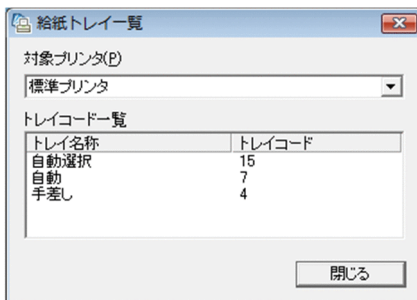 給紙トレイ一覧
対象プリンタ(P)
標準プリンタ
トレイコード一覧
トレイ名称 トレイコード
自動選択 15
自動 7
手差し 4
閉じる